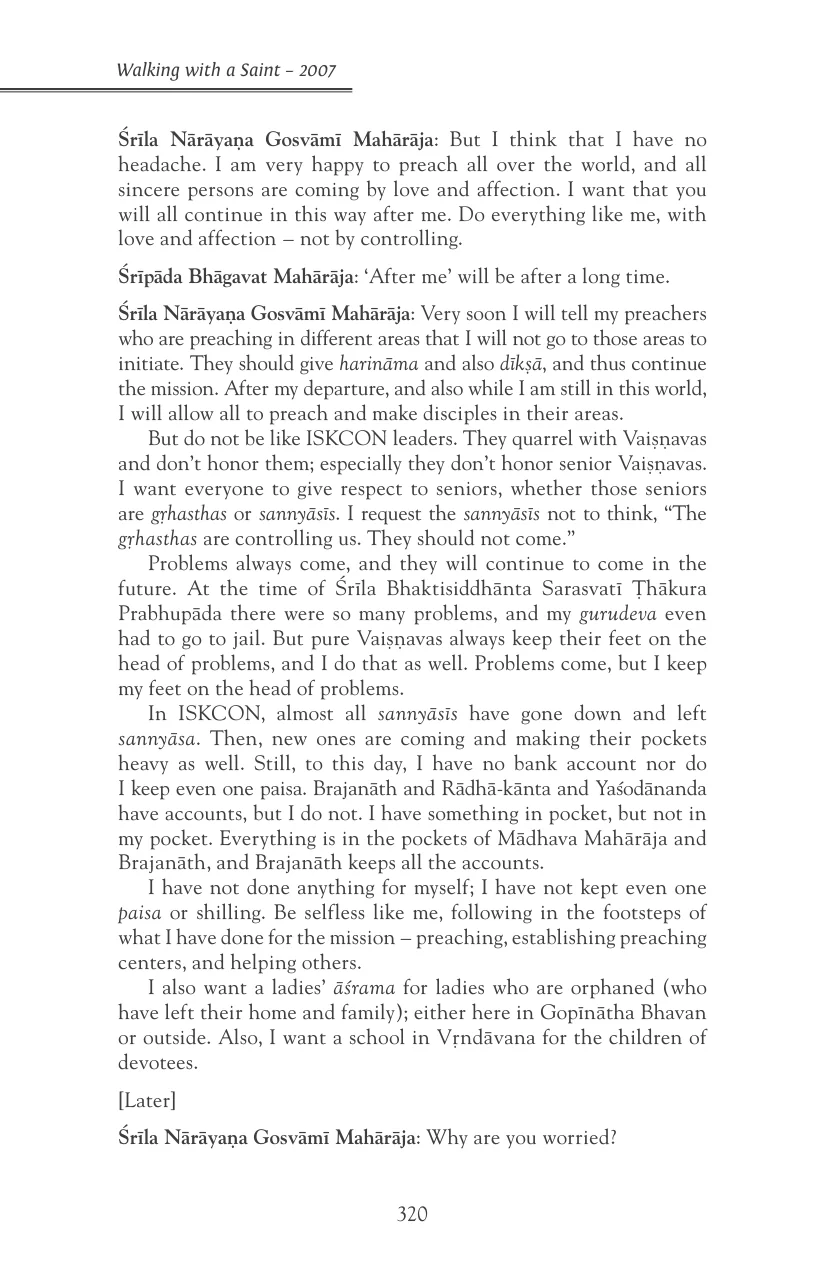 Walking with a Saint – 2007
Śrīla Nārāyaṇa Gosvāmī Mahārāja: But I think that I have no
headache. I am very happy to preach all over the world, and all
sincere persons are coming by love and affection. I want that you
will all continue in this way after me. Do everything like me, with
love and affection – not by controlling.
Śrīpāda Bhāgavat Mahārāja: ‘After me’ will be after a long time.
Śrīla Nārāyaṇa Gosvāmī Mahārāja: Very soon I will tell my preachers
who are preaching in different areas that I will not go to those areas to
initiate. They should give harināma and also dīkṣā, and thus continue
the mission. After my departure, and also while I am still in this world,
I will allow all to preach and make disciples in their areas.
But do not be like ISKCON leaders. They quarrel with Vaiṣṇavas
and don’t honor them; especially they don’t honor senior Vaiṣṇavas.
I want everyone to give respect to seniors, whether those seniors
are gṛhasthas or sannyāsīs. I request the sannyāsīs not to think, “The
gṛhasthas are controlling us. They should not come.”
Problems always come, and they will continue to come in the
future. At the time of Śrīla Bhaktisiddhānta Sarasvatī Ṭhākura
Prabhupāda there were so many problems, and my gurudeva even
had to go to jail. But pure Vaiṣṇavas always keep their feet on the
head of problems, and I do that as well. Problems come, but I keep
my feet on the head of problems.
In ISKCON, almost all sannyāsīs have gone down and left
sannyāsa. Then, new ones are coming and making their pockets
heavy as well. Still, to this day, I have no bank account nor do
I keep even one paisa. Brajanāth and Rādhā-kānta and Yaśodānanda
have accounts, but I do not. I have something in pocket, but not in
my pocket. Everything is in the pockets of Mādhava Mahārāja and
Brajanāth, and Brajanāth keeps all the accounts.
I have not done anything for myself; I have not kept even one
paisa or shilling. Be selfless like me, following in the footsteps of
what I have done for the mission – preaching, establishing preaching
centers, and helping others.
I also want a ladies’ āśrama for ladies who are orphaned (who
have left their home and family); either here in Gopīnātha Bhavan
or outside. Also, I want a school in Vṛndāvana for the children of
devotees.
[Later]
Śrīla Nārāyaṇa Gosvāmī Mahārāja: Why are you worried?
320